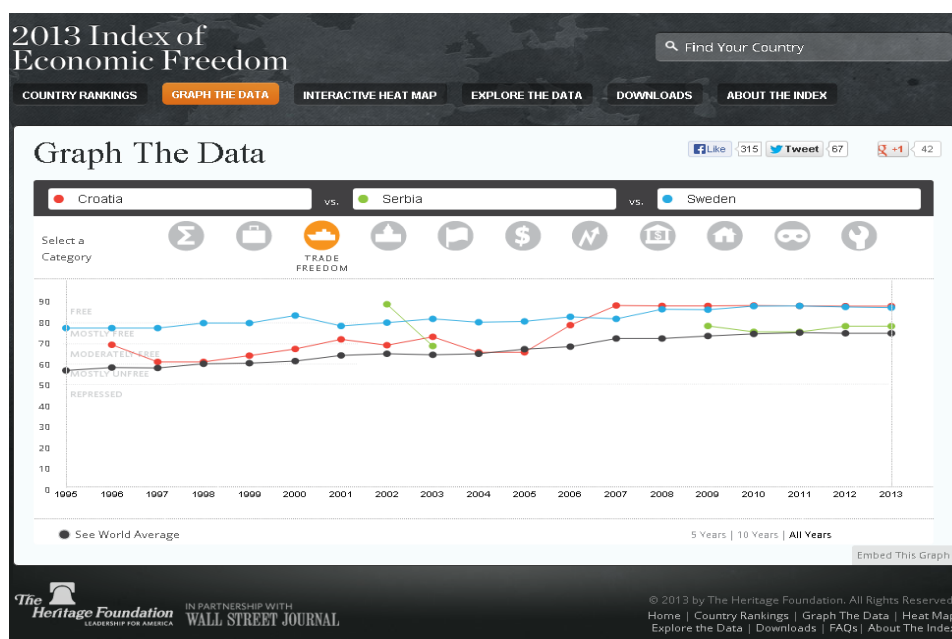 2013 Index of
Economic Freedom
Find Your Country
COUNTRY RANKINGS GRAPH THE DATA INTERACTIVE HEAT MAP EXPLORE THE DATA DOWNLOADS ABOUT THE INDEX
Graph The Data
Like 315 Tweet 67 +1 42
Croatia vs. Serbia vs. Sweden
Select a
Category
TRADE
FREEDOM
90
FREE
80
MOSTLY FREE
70
MODERATELY FREE
60
MOSTLY UNFREE
50
REPRESSED
40
30
20
10
0
1995 1996 1997 1998 1999 2000 2001 2002 2003 2004 2005 2006 2007 2008 2009 2010 2011 2012 2013
See World Average
5 Years | 10 Years | All Years
Embed This Graph
The
Heritage Foundation
LEADERSHIP FOR AMERICA
IN PARTNERSHIP WITH
WALL STREET JOURNAL
© 2013 by The Heritage Foundation. All Rights Reserved
Home | Country Rankings | Graph The Data | Heat Map
Explore the Data | Downloads | FAQs | About The Index